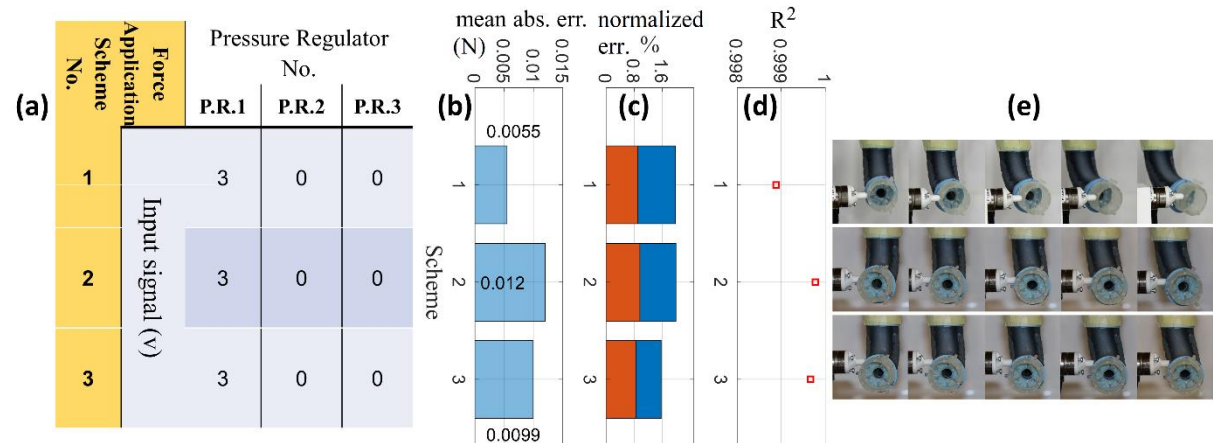 (a)
Force
Application
Scheme
No.
Pressure Regulator
No.
P.R.1 P.R.2 P.R.3
Input signal (v)
1 3 0 0
2 3 0 0
3 3 0 0
mean abs. err.
(N)
0 0.005 0.010 0.015
(b)
0.0055
0.012
0.0099
1
2
3
Scheme
normalized
err. %
0 0.8 1.6
(c)
1
2
3
R²
0.998 0.999 1
(d)
1
2
3
(e)